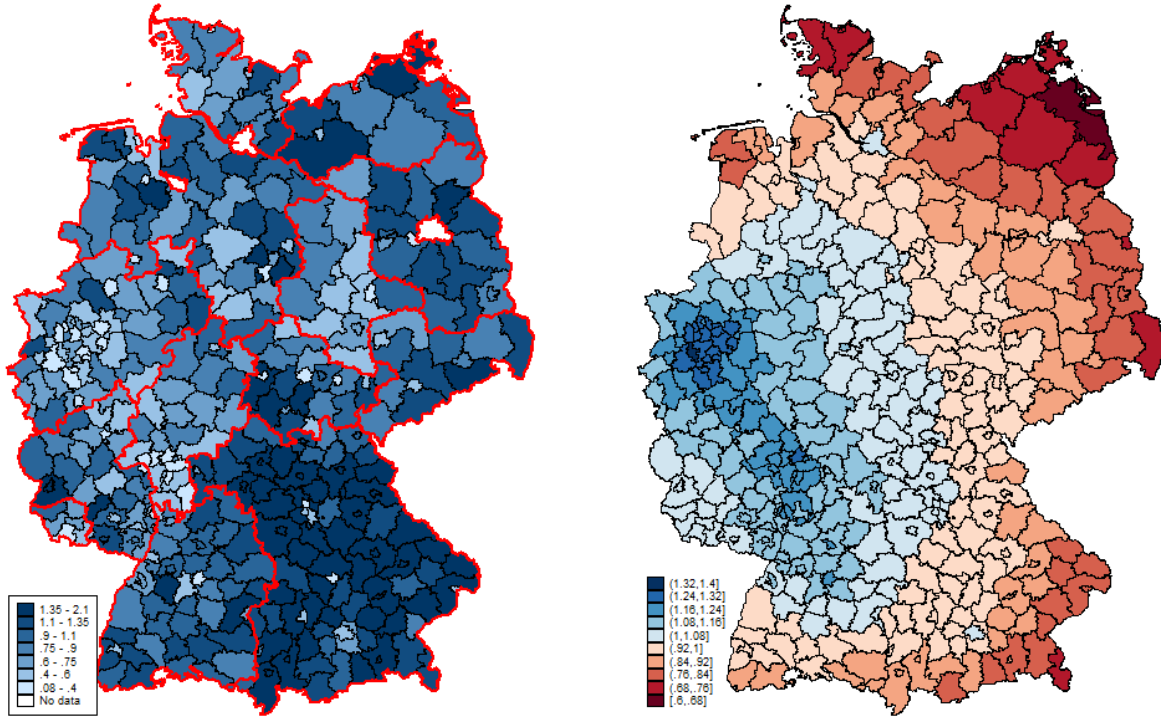 1.35 - 2.1
1.1 - 1.35
.9 - 1.1
.75 - .9
.6 - .75
.4 - .6
.08 - .4
No data
(1.32,1.4]
(1.24,1.32]
(1.16,1.24]
(1.08,1.16]
(1,1.08]
(.92,1]
(.84,.92]
(.76,.84]
(.68,.76]
[.6,.68]